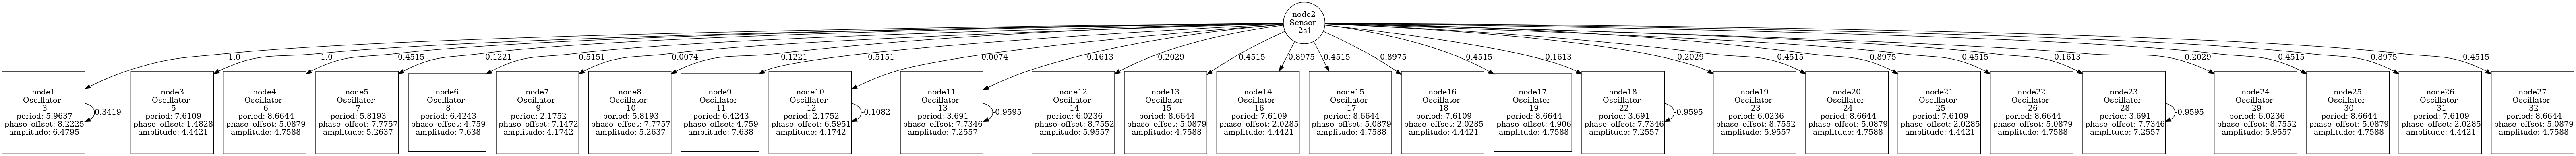 node2
Sensor
2s1
1.0
1.0
0.4515
-0.1221
-0.5151
0.0074
-0.1221
-0.5151
0.0074
0.1613
0.2029
0.4515
0.8975
0.4515
0.8975
0.4515
0.1613
0.2029
0.4515
0.8975
0.4515
0.1613
0.2029
0.4515
0.8975
0.4515
node1
Oscillator
3
period: 5.9637
phase_offset: 8.2225
amplitude: 6.4795
0.3419
node3
Oscillator
5
period: 7.6109
phase_offset: 1.4828
amplitude: 4.4421
node4
Oscillator
6
period: 8.6644
phase_offset: 5.0879
amplitude: 4.7588
node5
Oscillator
7
period: 5.8193
phase_offset: 7.7757
amplitude: 5.2637
node6
Oscillator
8
period: 6.4243
phase_offset: 4.759
amplitude: 7.638
node7
Oscillator
9
period: 2.1752
phase_offset: 7.1472
amplitude: 4.1742
node8
Oscillator
10
period: 5.8193
phase_offset: 7.7757
amplitude: 5.2637
node9
Oscillator
11
period: 6.4243
phase_offset: 4.759
amplitude: 7.638
node10
Oscillator
12
period: 2.1752
phase_offset: 6.5951
amplitude: 4.1742
-0.1082
node11
Oscillator
13
period: 3.691
phase_offset: 7.7346
amplitude: 7.2557
-0.9595
node12
Oscillator
14
period: 6.0236
phase_offset: 8.7552
amplitude: 5.9557
node13
Oscillator
15
period: 8.6644
phase_offset: 5.0879
amplitude: 4.7588
node14
Oscillator
16
period: 7.6109
phase_offset: 2.0285
amplitude: 4.4421
node15
Oscillator
17
period: 8.6644
phase_offset: 5.0879
amplitude: 4.7588
node16
Oscillator
18
period: 7.6109
phase_offset: 2.0285
amplitude: 4.4421
node17
Oscillator
19
period: 8.6644
phase_offset: 4.906
amplitude: 4.7588
node18
Oscillator
22
period: 3.691
phase_offset: 7.7346
amplitude: 7.2557
-0.9595
node19
Oscillator
23
period: 6.0236
phase_offset: 8.7552
amplitude: 5.9557
node20
Oscillator
24
period: 8.6644
phase_offset: 5.0879
amplitude: 4.7588
node21
Oscillator
25
period: 7.6109
phase_offset: 2.0285
amplitude: 4.4421
node22
Oscillator
26
period: 8.6644
phase_offset: 5.0879
amplitude: 4.7588
node23
Oscillator
28
period: 3.691
phase_offset: 7.7346
amplitude: 7.2557
-0.9595
node24
Oscillator
29
period: 6.0236
phase_offset: 8.7552
amplitude: 5.9557
node25
Oscillator
30
period: 8.6644
phase_offset: 5.0879
amplitude: 4.7588
node26
Oscillator
31
period: 7.6109
phase_offset: 2.0285
amplitude: 4.4421
node27
Oscillator
32
period: 8.6644
phase_offset: 5.0879
amplitude: 4.7588